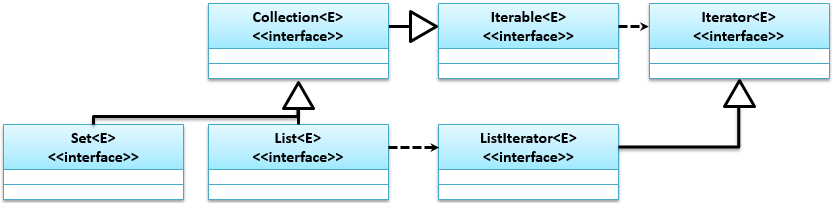 Collection<E>
<<interface>>
Iterable<E>
<<interface>>
Iterator<E>
<<interface>>
Set<E>
<<interface>>
List<E>
<<interface>>
ListIterator<E>
<<interface>>